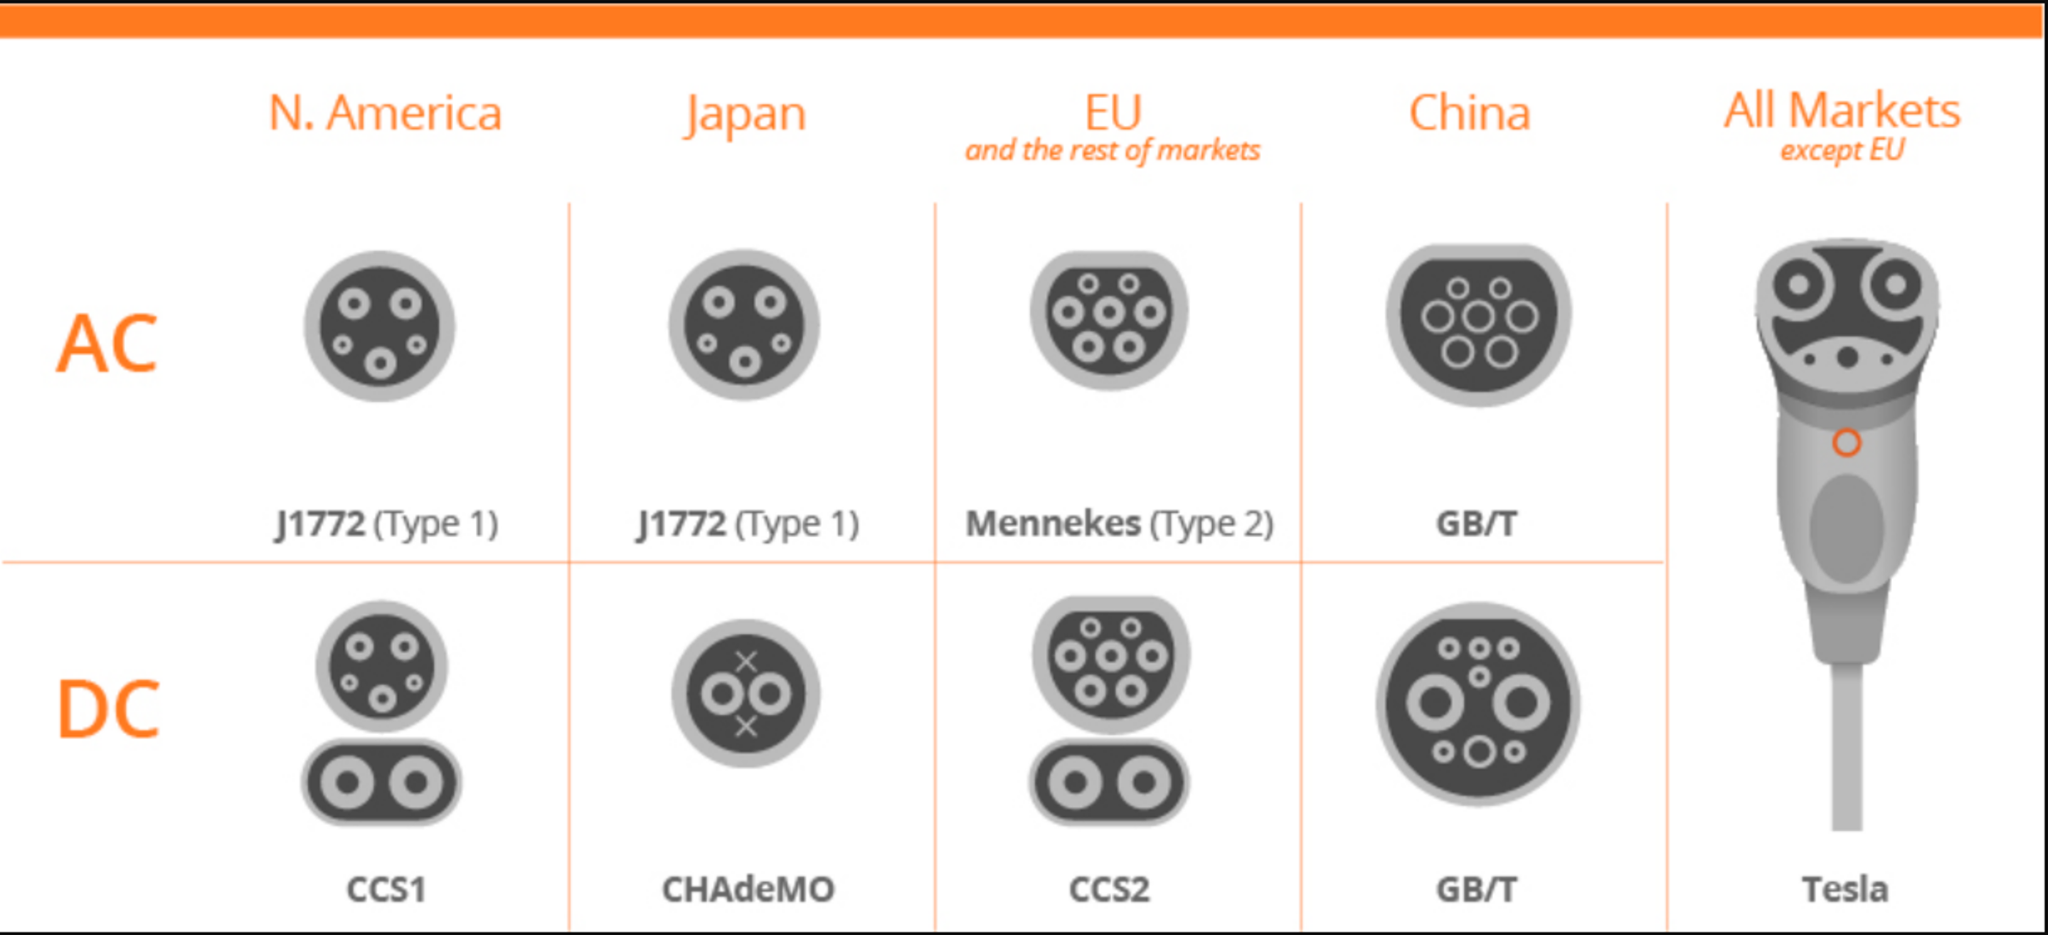 N. America
Japan
EU
and the rest of markets
China
All Markets
except EU
AC
J1772 (Type 1)
J1772 (Type 1)
Mennekes (Type 2)
GB/T
DC
CCS1
CHAdeMO
CCS2
GB/T
Tesla